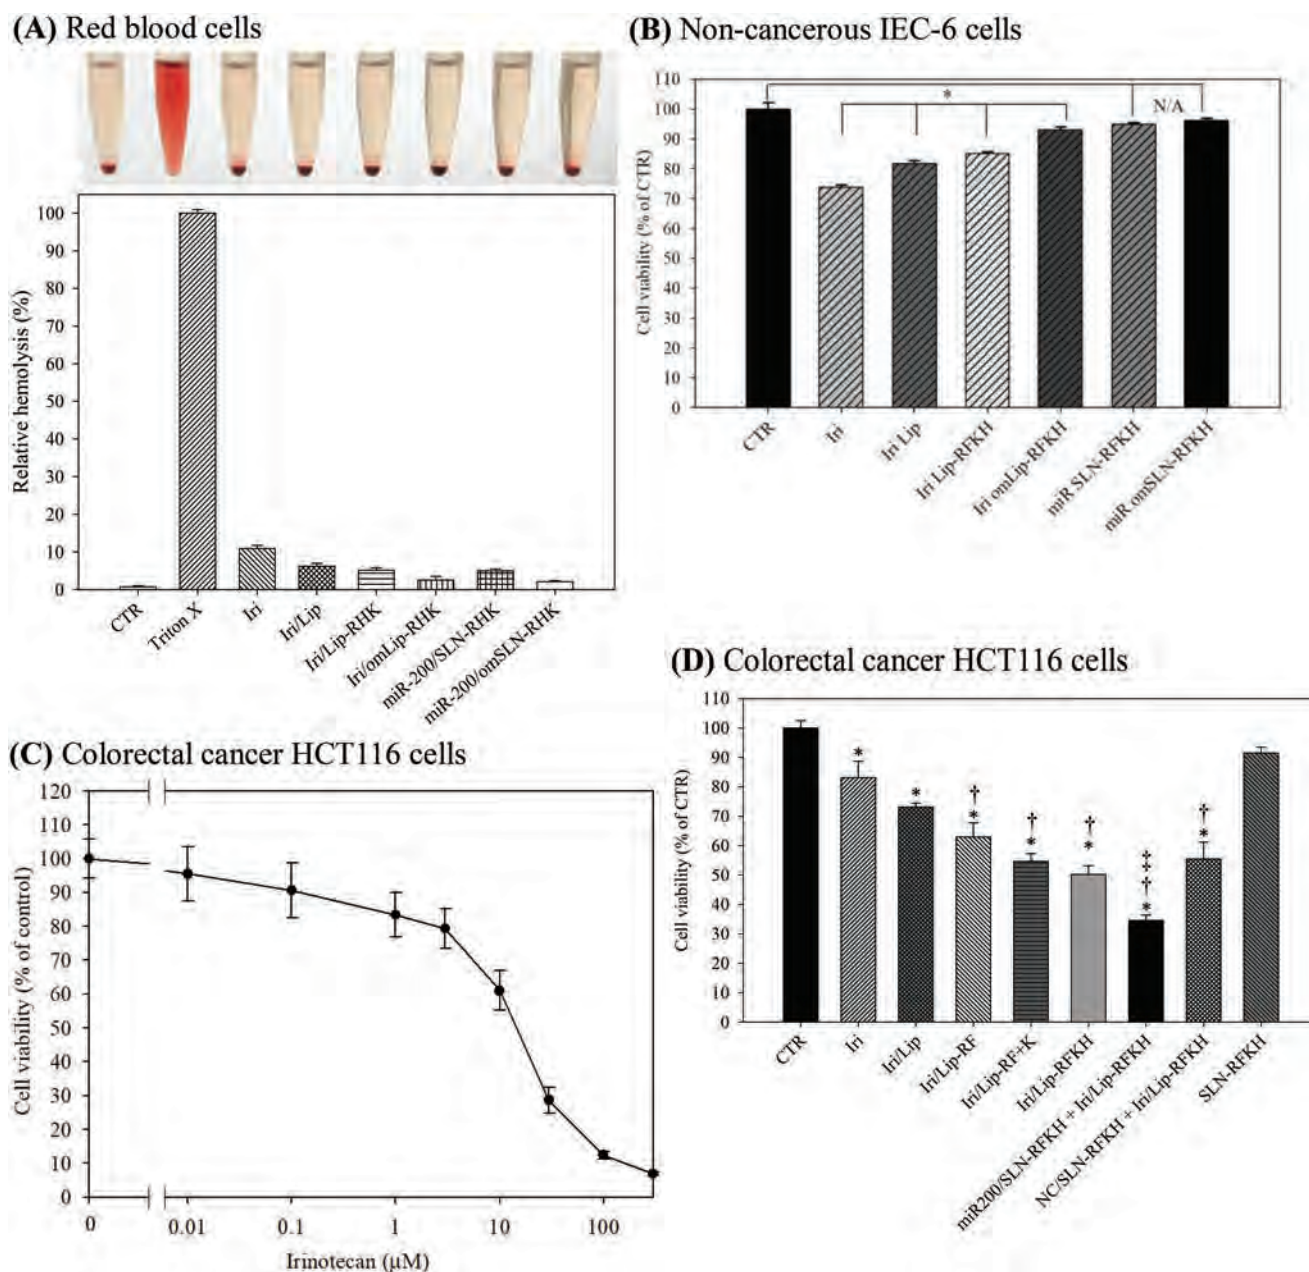 (A) Red blood cells
100
90
80
70
60
50
40
30
20
10
0
Relative hemolysis (%)
CTR
Triton X
Iri
Iri/Lip
Iri/Lip-RHK
Iri/omLip-RHK
miR-200/SLN-RHK
miR-200/omSLN-RHK
(B) Non-cancerous IEC-6 cells
110
100
90
80
70
60
50
40
30
20
10
0
Cell viability (% of CTR)
*
N/A
CTR
Iri
Iri Lip
Iri Lip-RFKH
Iri omLip-RFKH
miR SLN-RFKH
miR omSLN-RFKH
(C) Colorectal cancer HCT116 cells
120
110
100
90
80
70
60
50
40
30
20
10
0
Cell viability (% of control)
0 0.01 0.1 1 10 100
Irinotecan (μM)
(D) Colorectal cancer HCT116 cells
110
100
90
80
70
60
50
40
30
20
10
0
Cell viability (% of CTR)
*
*
†
*
†
*
†
*
‡
†
*
†
*
CTR
Iri
Iri/Lip
Iri/Lip-RF
Iri/Lip-RF+K
Iri/Lip-RFKH
miR200/SLN-RFKH + Iri/Lip-RFKH
NC/SLN-RFKH + Iri/Lip-RFKH
SLN-RFKH